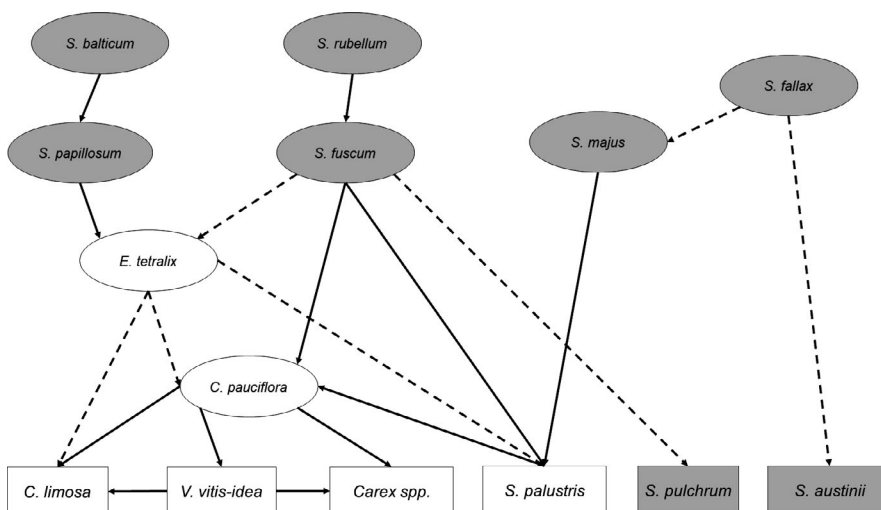 S. balticum
S. rubellum
S. fallax
S. papillosum
S. fuscum
S. majus
E. tetralix
C. pauciflora
C. limosa
V. vitis-idea
Carex spp.
S. palustris
S. pulchrum
S. austinii